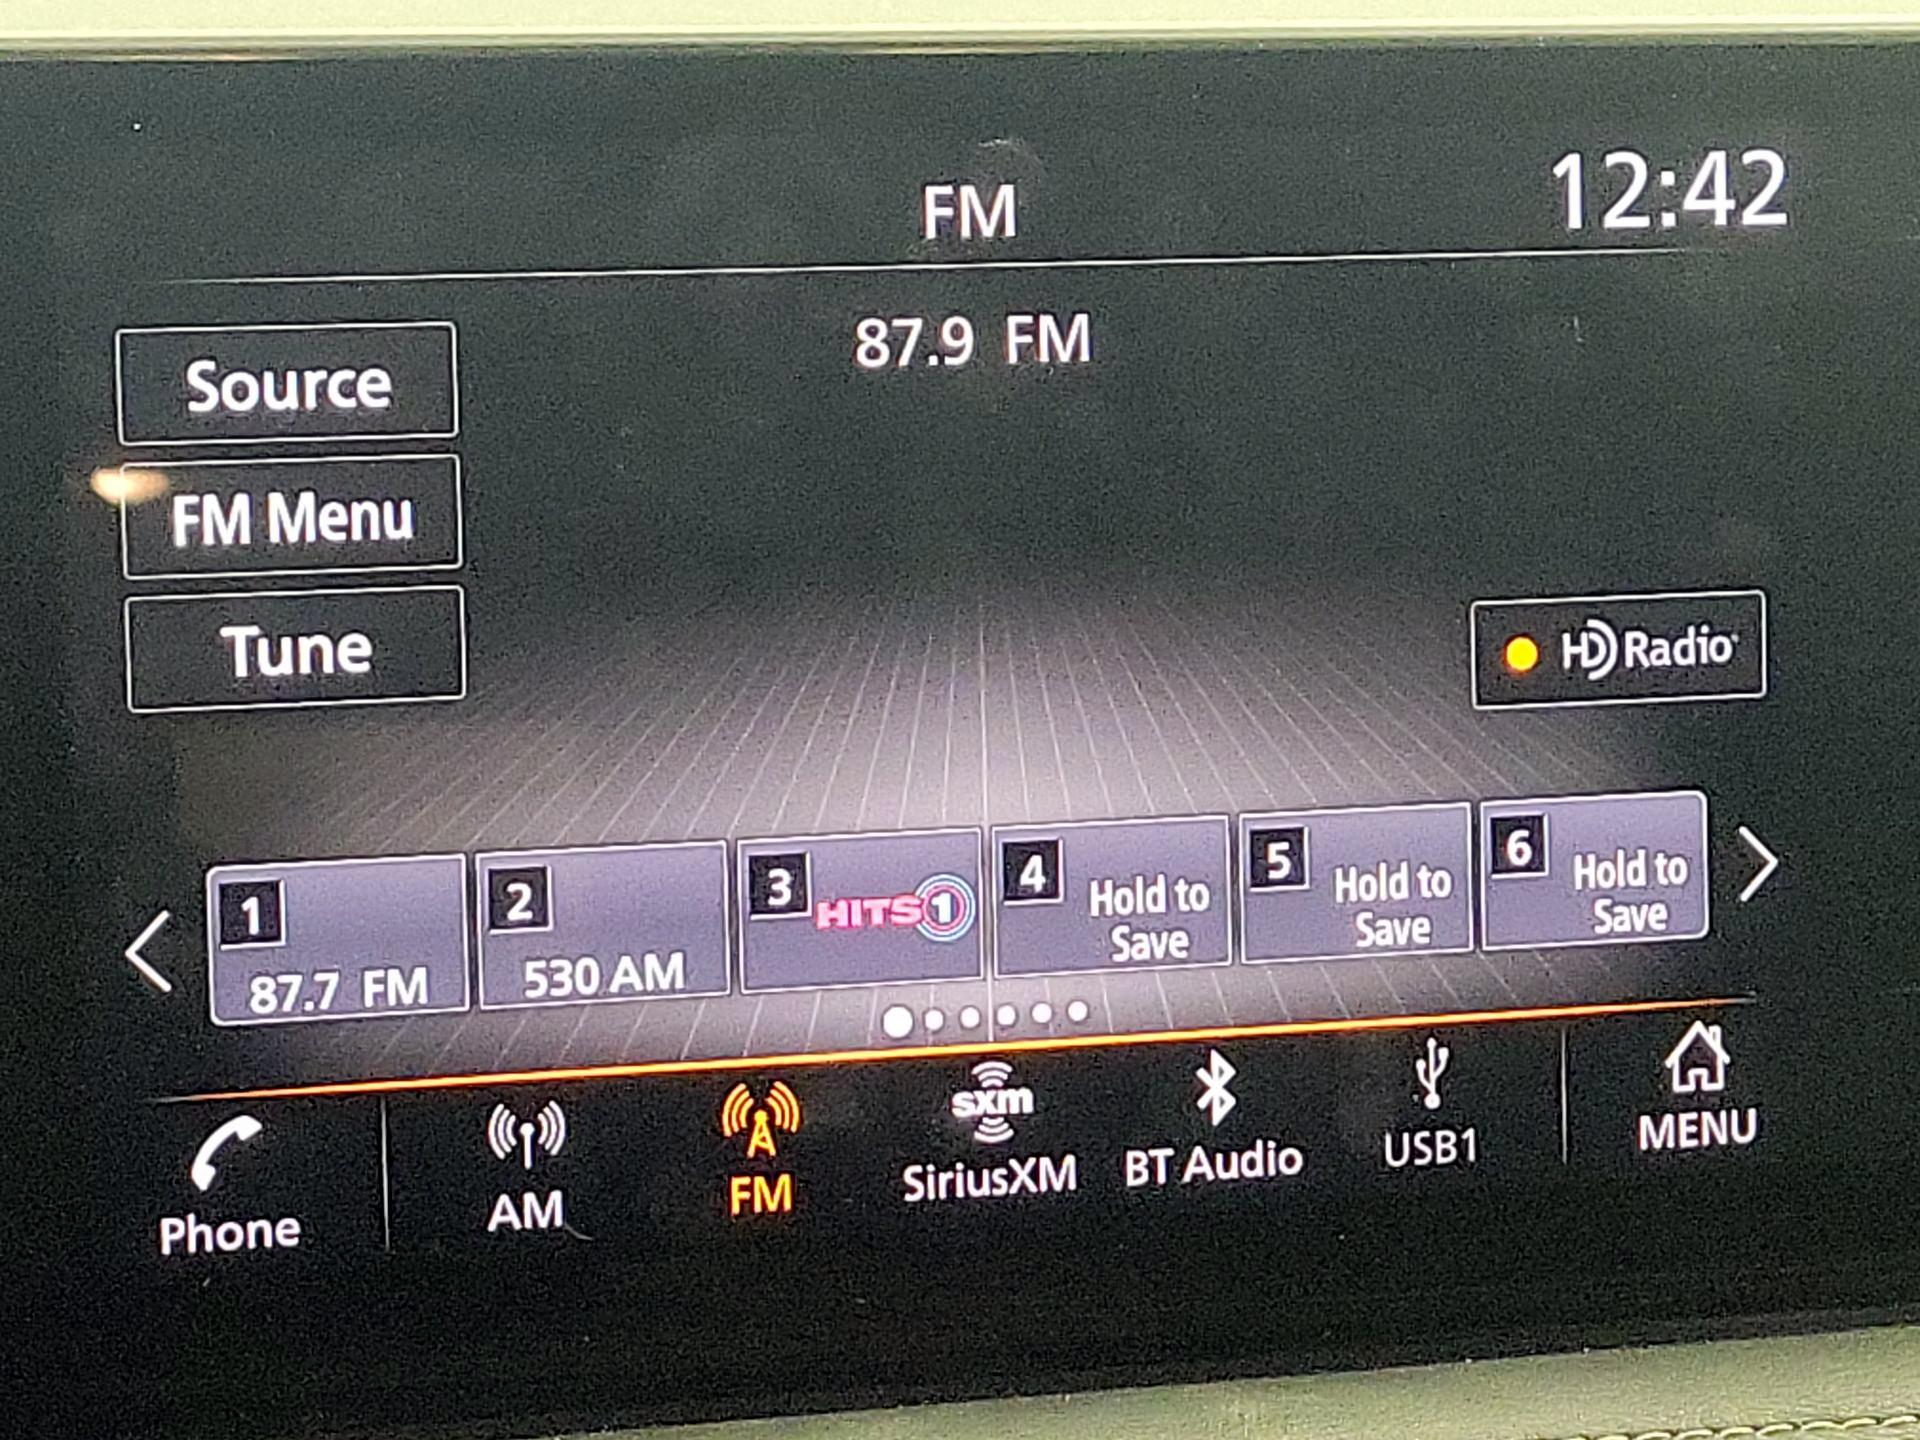 FM
12:42
87.9 FM
Source
FM Menu
Tune
HD Radio
1
87.7 FM
2
530 AM
3
HITS 1
4
Hold to
Save
5
Hold to
Save
6
Hold to
Save
Phone
AM
FM
sxm
SiriusXM
BT Audio
USB1
MENU